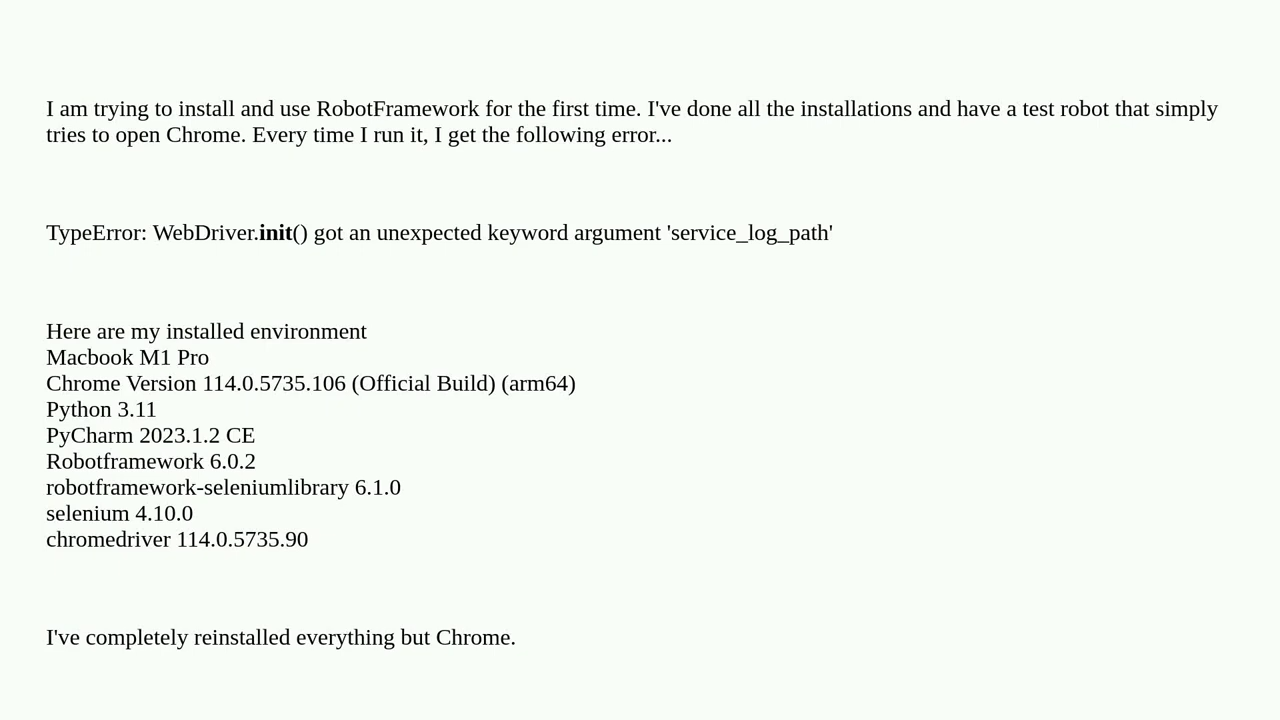 I am trying to install and use RobotFramework for the first time. I've done all the installations and have a test robot that simply
tries to open Chrome. Every time I run it, I get the following error...
TypeError: WebDriver.init() got an unexpected keyword argument 'service_log_path'
Here are my installed environment
Macbook M1 Pro
Chrome Version 114.0.5735.106 (Official Build) (arm64)
Python 3.11
PyCharm 2023.1.2 CE
Robotframework 6.0.2
robotframework-seleniumlibrary 6.1.0
selenium 4.10.0
chromedriver 114.0.5735.90
I've completely reinstalled everything but Chrome.